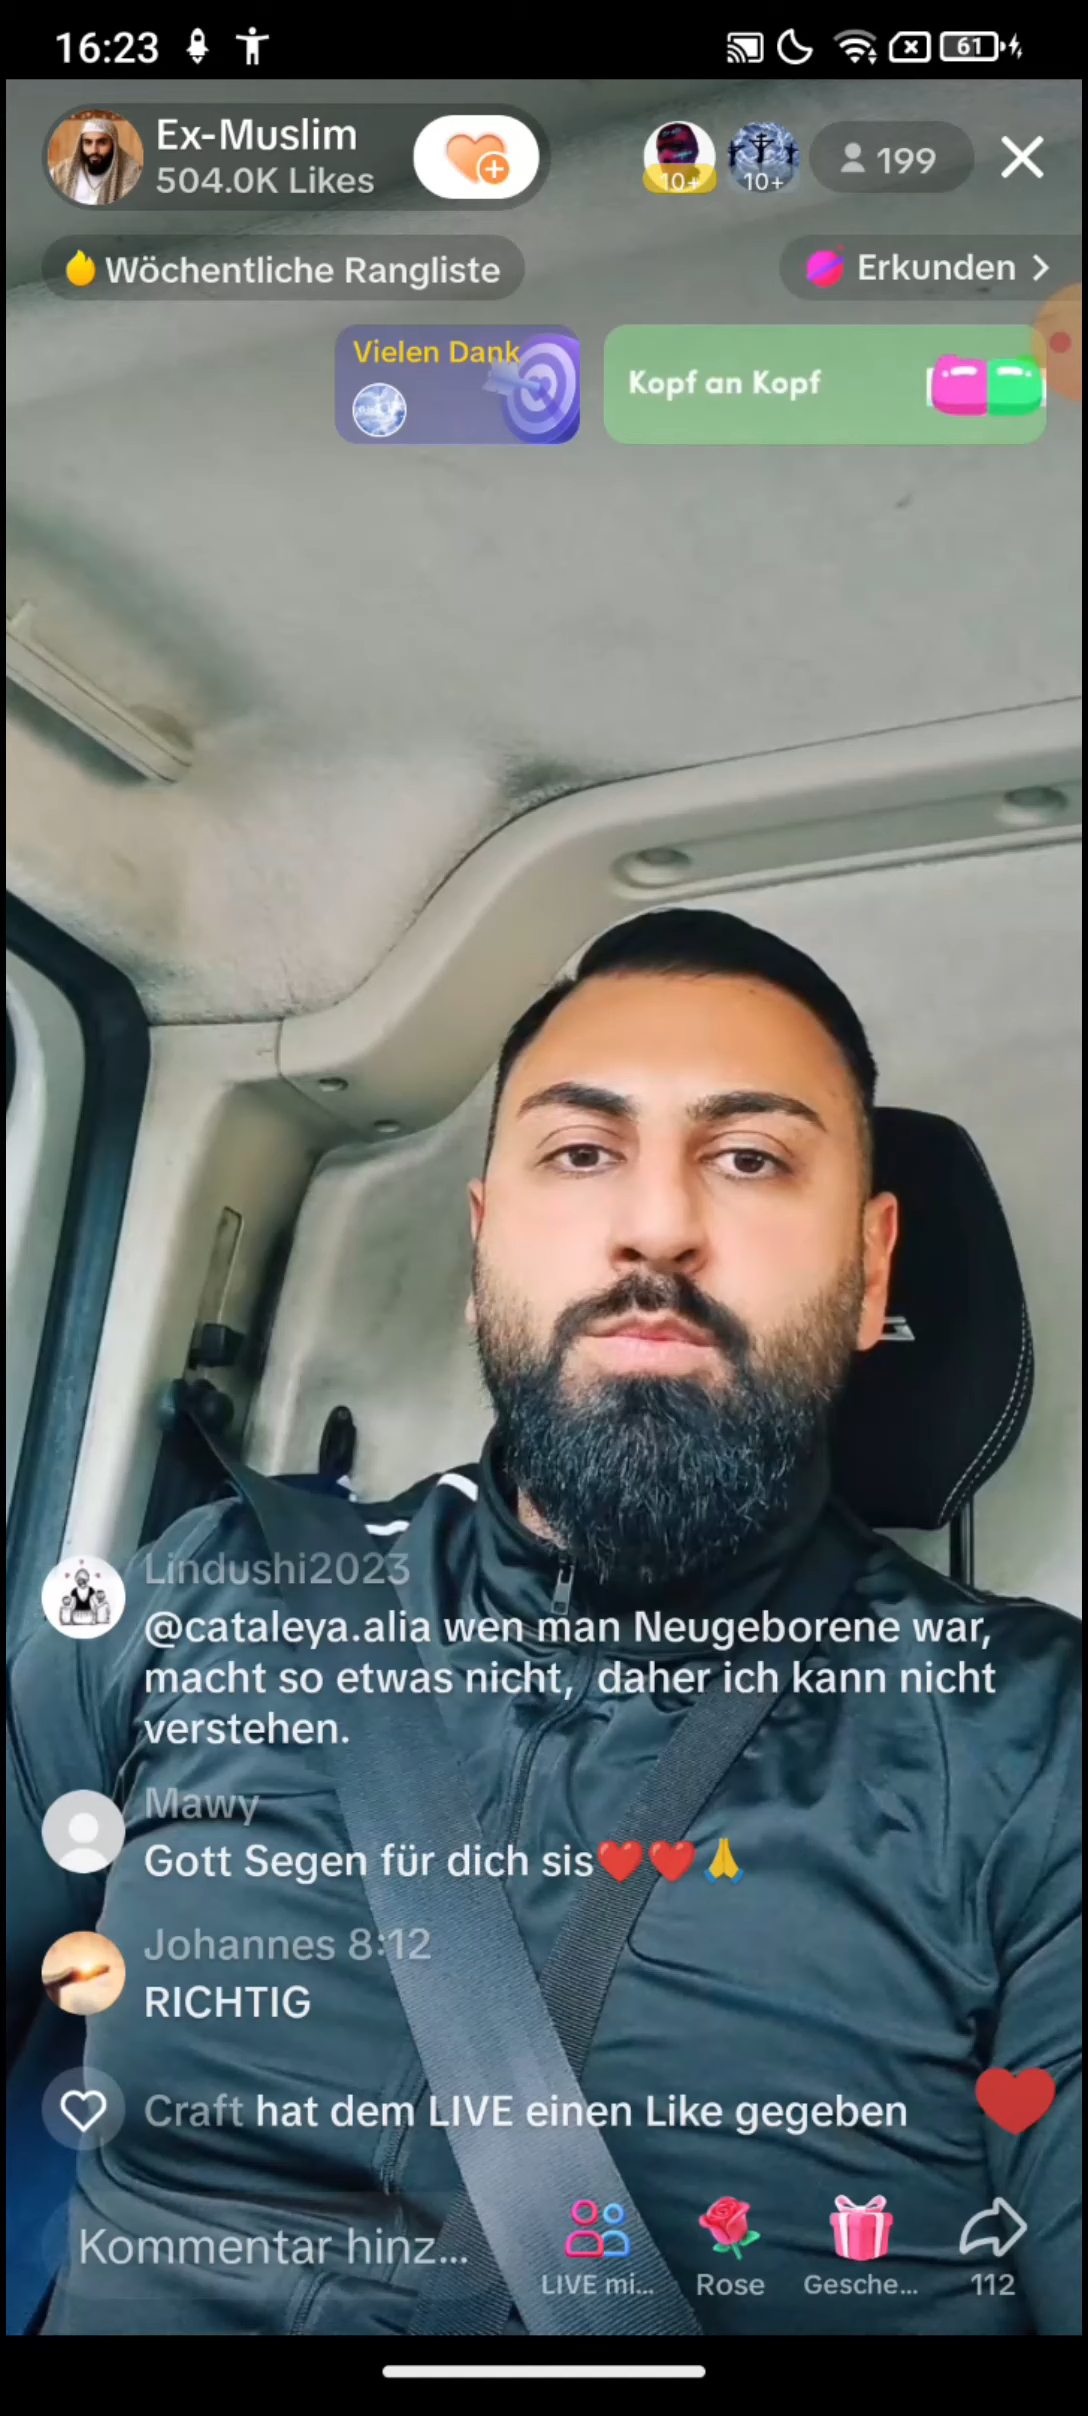 16:23
61
Ex-Muslim
504.0K Likes
10+
10+
199
Wöchentliche Rangliste
Erkunden >
Vielen Dank
Kopf an Kopf
Lindushi2023
@cataleya.alia wen man Neugeborene war,
macht so etwas nicht, daher ich kann nicht
verstehen.
Mawy
Gott Segen für dich sis❤️❤️🙏
Johannes 8:12
RICHTIG
Craft hat dem LIVE einen Like gegeben
Kommentar hinz...
LIVE mi...
Rose
Gesche...
112